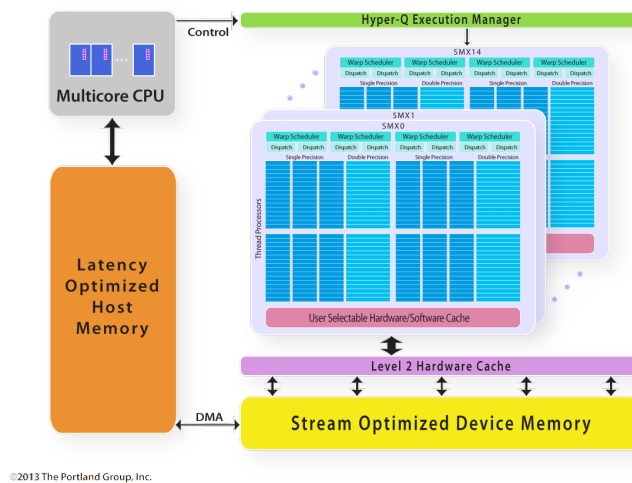 Hyper-Q Execution Manager
Control
Multicore CPU
SMX14
Warp Scheduler Warp Scheduler Warp Scheduler Warp Scheduler
Dispatch Dispatch Dispatch Dispatch Dispatch Dispatch Dispatch Dispatch
Single Precision Double Precision Single Precision Double Precision
SMX1
SMX0
Warp Scheduler Warp Scheduler Warp Scheduler Warp Scheduler
Dispatch Dispatch Dispatch Dispatch Dispatch Dispatch Dispatch Dispatch
Single Precision Double Precision Single Precision Double Precision
Thread Processors
User Selectable Hardware/Software Cache
Latency
Optimized
Host
Memory
Level 2 Hardware Cache
DMA
Stream Optimized Device Memory
©2013 The Portland Group, Inc.